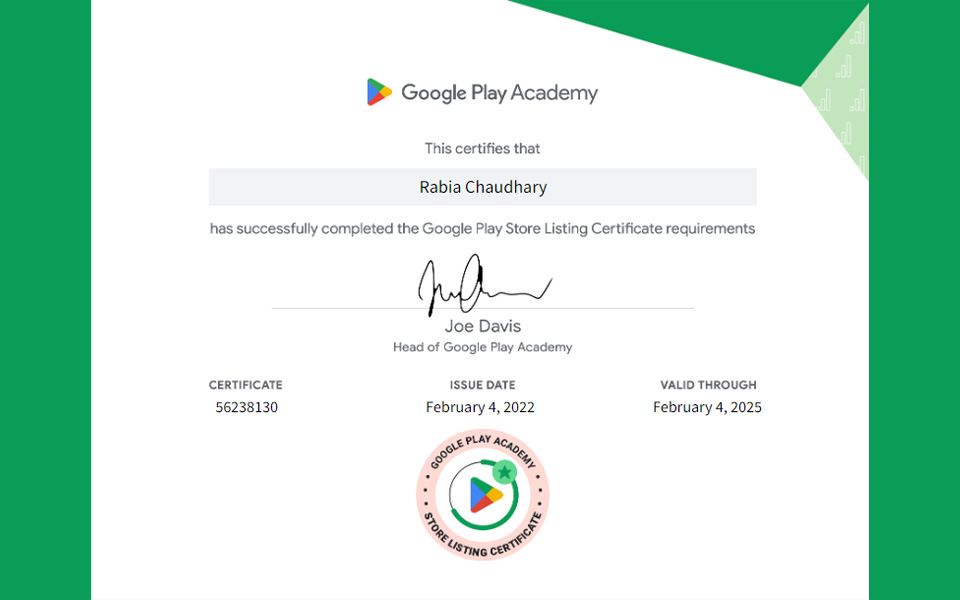 Google Play Academy
This certifies that
Rabia Chaudhary
has successfully completed the Google Play Store Listing Certificate requirements
Joe Davis
Head of Google Play Academy
CERTIFICATE
56238130
ISSUE DATE
February 4, 2022
VALID THROUGH
February 4, 2025
GOOGLE PLAY ACADEMY
STORE LISTING CERTIFICATE